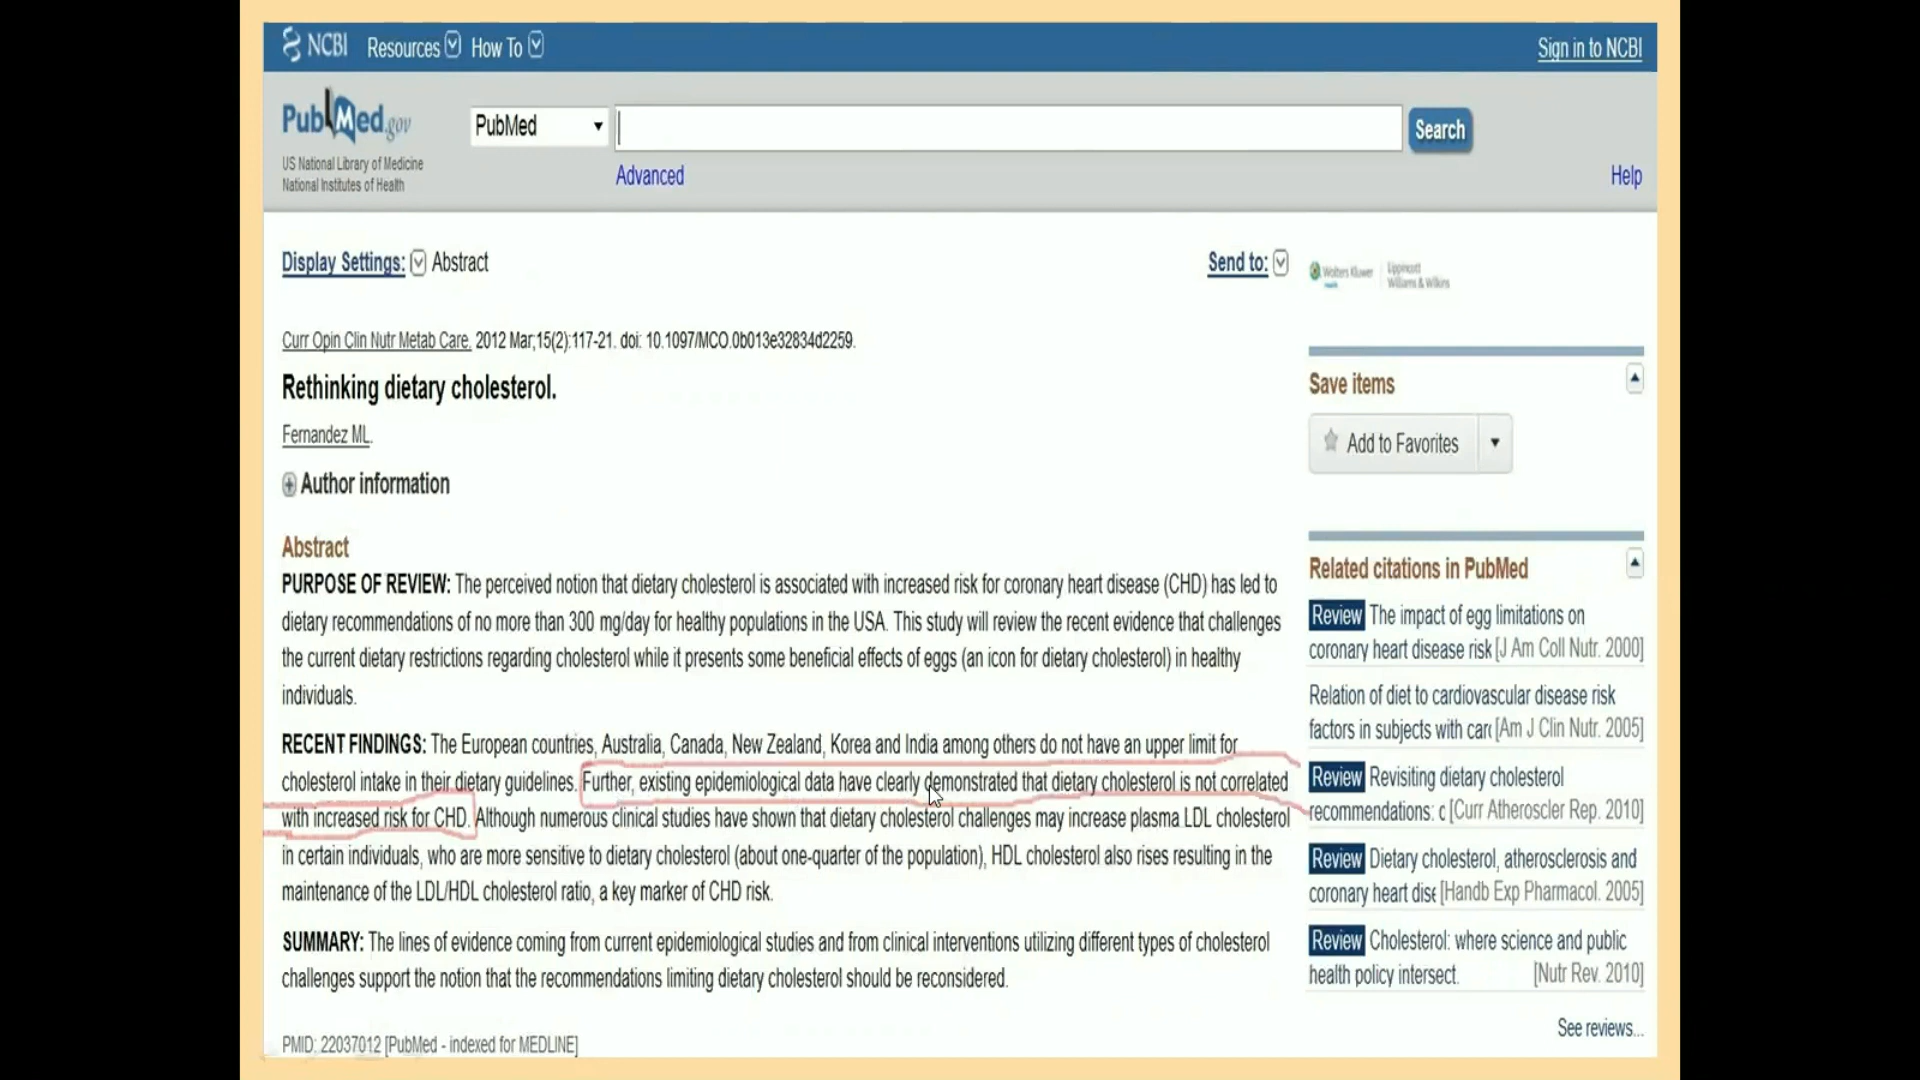 NCBI Resources How To Sign in to NCBI
PubMed.gov
US National Library of Medicine
National Institutes of Health
PubMed
Search
Advanced
Help
Display Settings: Abstract
Send to:
Wolters Kluwer
Health
Lippincott
Williams & Wilkins
Curr Opin Clin Nutr Metab Care. 2012 Mar;15(2):117-21. doi: 10.1097/MCO.0b013e32834d2259.
Rethinking dietary cholesterol.
Fernandez ML.
Author information
Abstract
PURPOSE OF REVIEW: The perceived notion that dietary cholesterol is associated with increased risk for coronary heart disease (CHD) has led to
dietary recommendations of no more than 300 mg/day for healthy populations in the USA. This study will review the recent evidence that challenges
the current dietary restrictions regarding cholesterol while it presents some beneficial effects of eggs (an icon for dietary cholesterol) in healthy
individuals.
RECENT FINDINGS: The European countries, Australia, Canada, New Zealand, Korea and India among others do not have an upper limit for
cholesterol intake in their dietary guidelines. Further, existing epidemiological data have clearly demonstrated that dietary cholesterol is not correlated
with increased risk for CHD. Although numerous clinical studies have shown that dietary cholesterol challenges may increase plasma LDL cholesterol
in certain individuals, who are more sensitive to dietary cholesterol (about one-quarter of the population), HDL cholesterol also rises resulting in the
maintenance of the LDL/HDL cholesterol ratio, a key marker of CHD risk.
SUMMARY: The lines of evidence coming from current epidemiological studies and from clinical interventions utilizing different types of cholesterol
challenges support the notion that the recommendations limiting dietary cholesterol should be reconsidered.
PMID: 22037012 [PubMed - indexed for MEDLINE]
Save items
Add to Favorites
Related citations in PubMed
Review The impact of egg limitations on
coronary heart disease risk [J Am Coll Nutr. 2000]
Relation of diet to cardiovascular disease risk
factors in subjects with card [Am J Clin Nutr. 2005]
Review Revisiting dietary cholesterol
recommendations: c [Curr Atheroscler Rep. 2010]
Review Dietary cholesterol, atherosclerosis and
coronary heart dise [Handb Exp Pharmacol. 2005]
Review Cholesterol: where science and public
health policy intersect. [Nutr Rev. 2010]
See reviews...